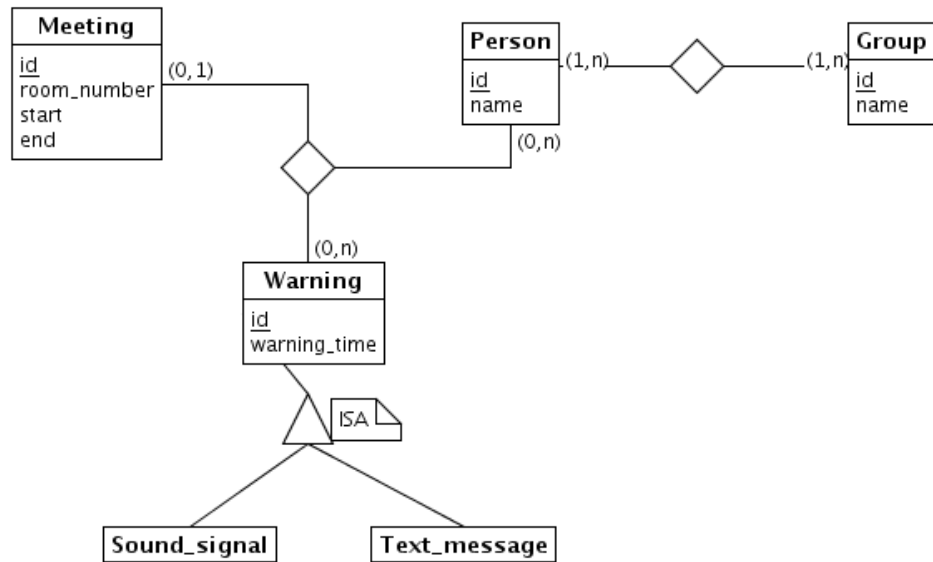 Meeting
id
room_number
start
end
(0,1)
Person
id
name
(1,n)
(1,n)
Group
id
name
(0,n)
(0,n)
Warning
id
warning_time
ISA
Sound_signal
Text_message